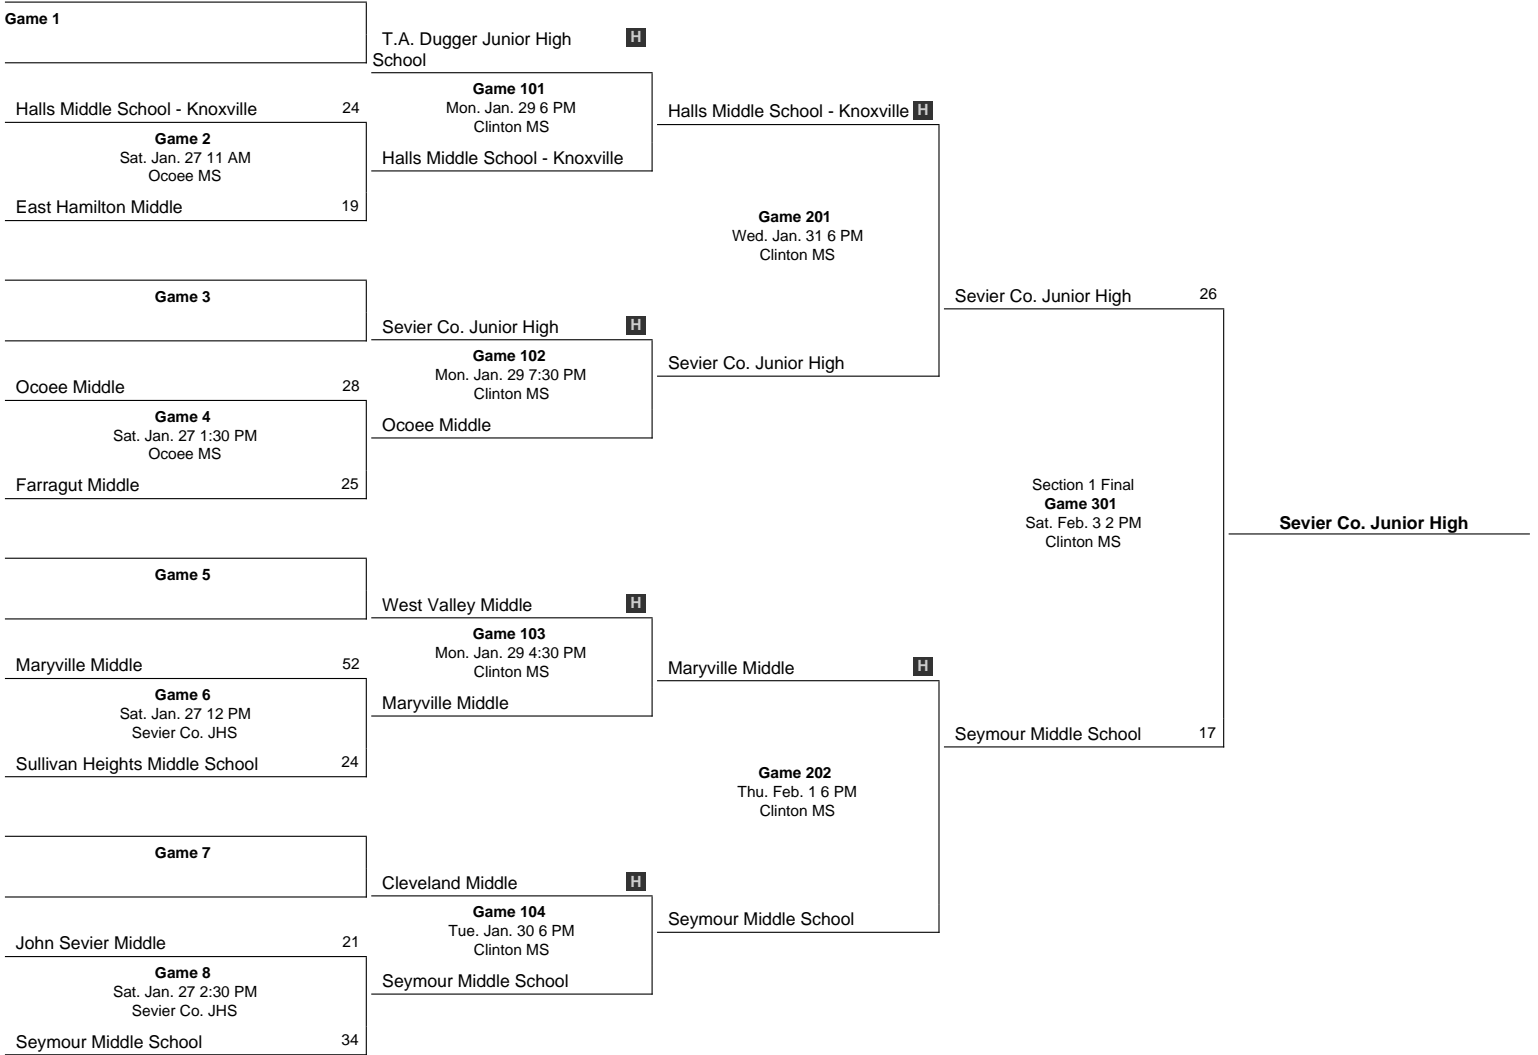 Game 1
T.A. Dugger Junior High H
School
Game 101
Mon. Jan. 29 6 PM
Clinton MS
Halls Middle School - Knoxville 24
Game 2
Sat. Jan. 27 11 AM
Ocoee MS
East Hamilton Middle 19
Halls Middle School - Knoxville
Halls Middle School - Knoxville H
Game 201
Wed. Jan. 31 6 PM
Clinton MS
Game 3
Sevier Co. Junior High H
Game 102
Mon. Jan. 29 7:30 PM
Clinton MS
Ocoee Middle 28
Game 4
Sat. Jan. 27 1:30 PM
Ocoee MS
Farragut Middle 25
Ocoee Middle
Sevier Co. Junior High
Sevier Co. Junior High 26
Section 1 Final
Game 301
Sat. Feb. 3 2 PM
Clinton MS
Sevier Co. Junior High
Game 5
West Valley Middle H
Game 103
Mon. Jan. 29 4:30 PM
Clinton MS
Maryville Middle 52
Game 6
Sat. Jan. 27 12 PM
Sevier Co. JHS
Sullivan Heights Middle School 24
Maryville Middle
Maryville Middle H
Game 202
Thu. Feb. 1 6 PM
Clinton MS
Seymour Middle School 17
Game 7
Cleveland Middle H
Game 104
Tue. Jan. 30 6 PM
Clinton MS
Seymour Middle School
John Sevier Middle 21
Game 8
Sat. Jan. 27 2:30 PM
Sevier Co. JHS
Seymour Middle School 34
Seymour Middle School